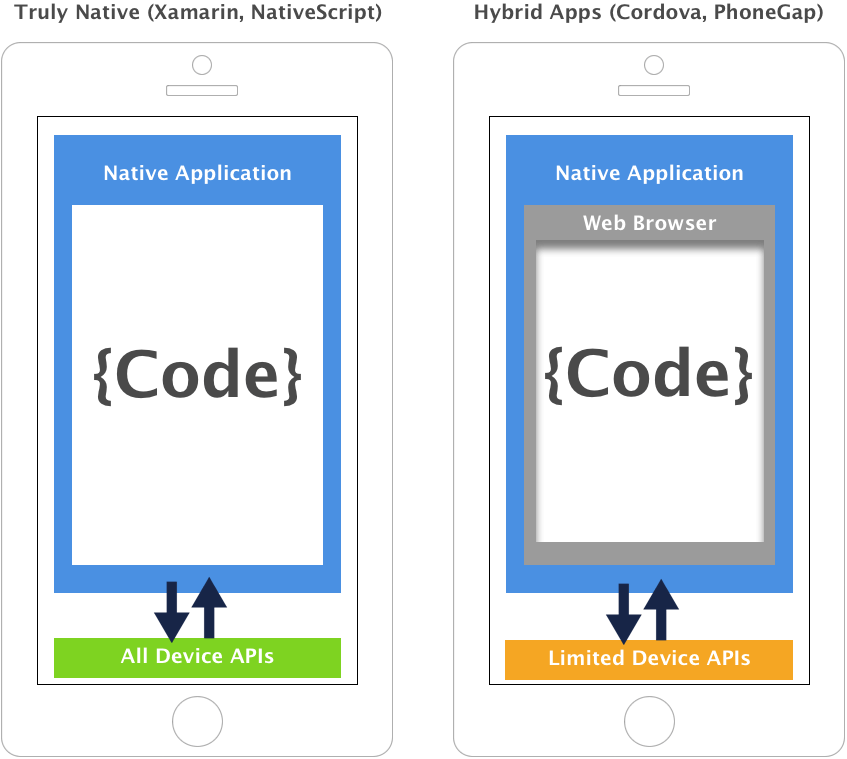 Truly Native (Xamarin, NativeScript)
Native Application
{Code}
All Device APIs
Hybrid Apps (Cordova, PhoneGap)
Native Application
Web Browser
{Code}
Limited Device APIs